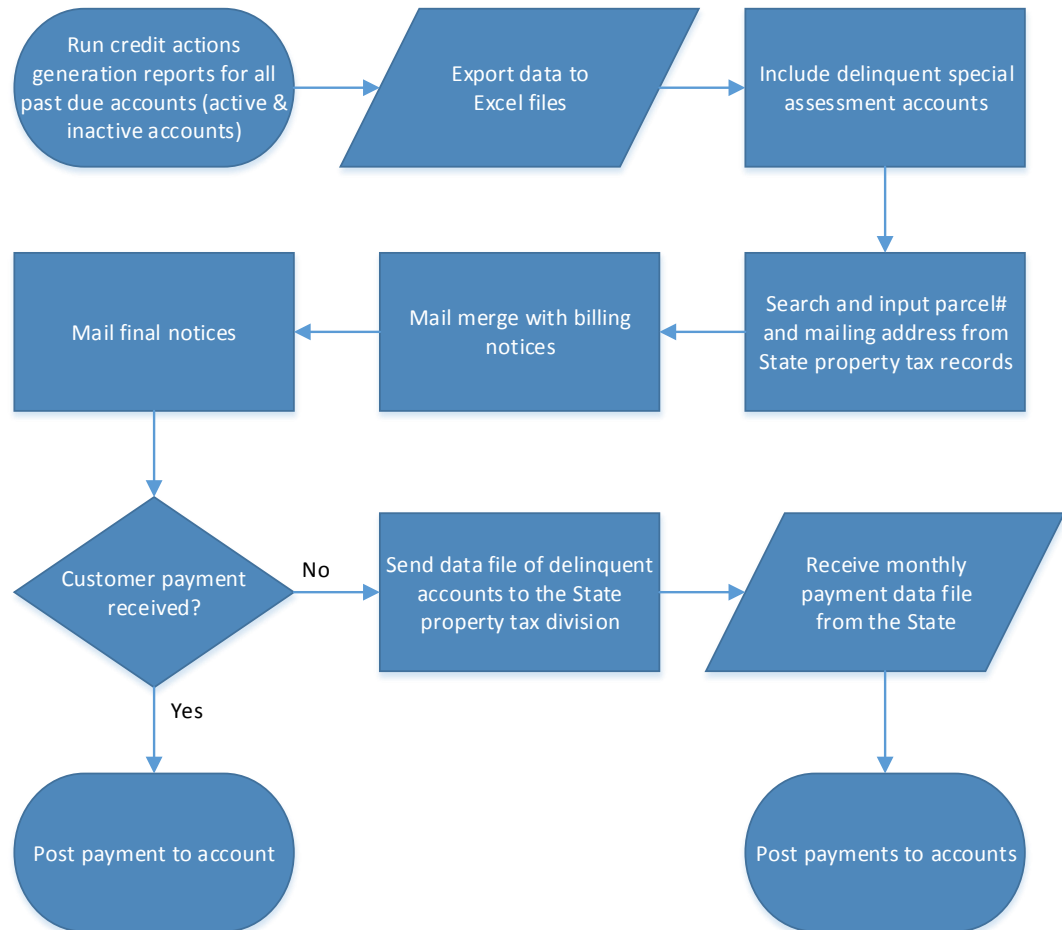 Run credit actions
generation reports for all
past due accounts (active &
inactive accounts)
Export data to
Excel files
Include delinquent special
assessment accounts
Search and input parcel#
and mailing address from
State property tax records
Mail merge with billing
notices
Mail final notices
Customer payment
received?
No
Send data file of delinquent
accounts to the State
property tax division
Receive monthly
payment data file
from the State
Yes
Post payment to account
Post payments to accounts